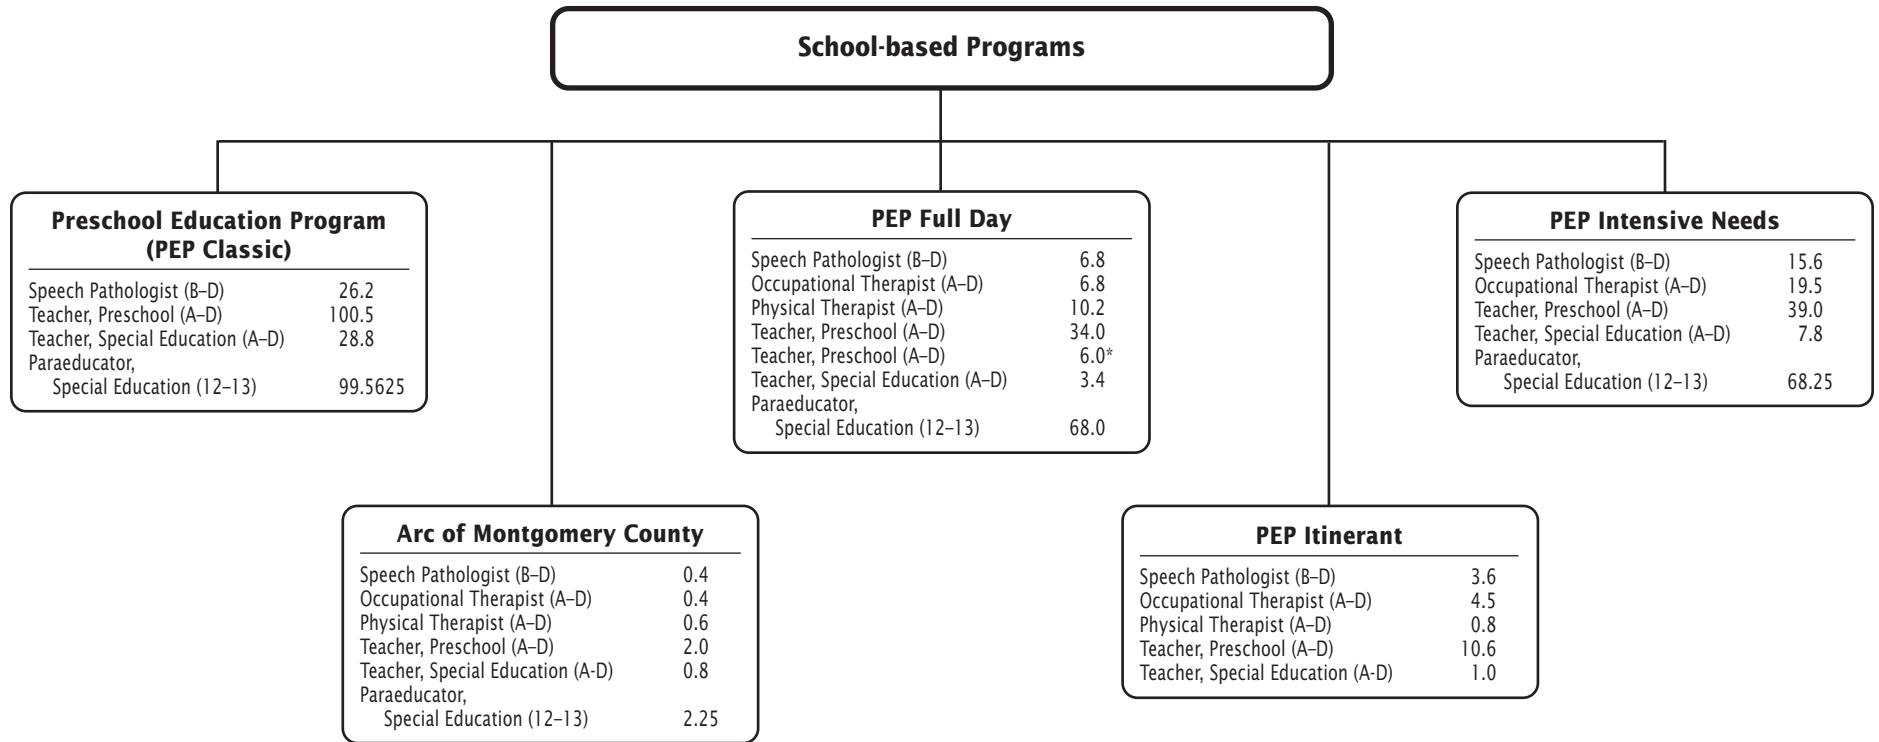 School-based Programs
Preschool Education Program
(PEP Classic)
Speech Pathologist (B–D) 26.2
Teacher, Preschool (A–D) 100.5
Teacher, Special Education (A–D) 28.8
Paraeducator,
Special Education (12–13) 99.5625
PEP Full Day
Speech Pathologist (B–D) 6.8
Occupational Therapist (A–D) 6.8
Physical Therapist (A–D) 10.2
Teacher, Preschool (A–D) 34.0
Teacher, Preschool (A–D) 6.0*
Teacher, Special Education (A–D) 3.4
Paraeducator,
Special Education (12–13) 68.0
PEP Intensive Needs
Speech Pathologist (B–D) 15.6
Occupational Therapist (A–D) 19.5
Teacher, Preschool (A–D) 39.0
Teacher, Special Education (A–D) 7.8
Paraeducator,
Special Education (12–13) 68.25
Arc of Montgomery County
Speech Pathologist (B–D) 0.4
Occupational Therapist (A–D) 0.4
Physical Therapist (A–D) 0.6
Teacher, Preschool (A–D) 2.0
Teacher, Special Education (A-D) 0.8
Paraeducator,
Special Education (12–13) 2.25
PEP Itinerant
Speech Pathologist (B–D) 3.6
Occupational Therapist (A–D) 4.5
Physical Therapist (A–D) 0.8
Teacher, Preschool (A–D) 10.6
Teacher, Special Education (A-D) 1.0